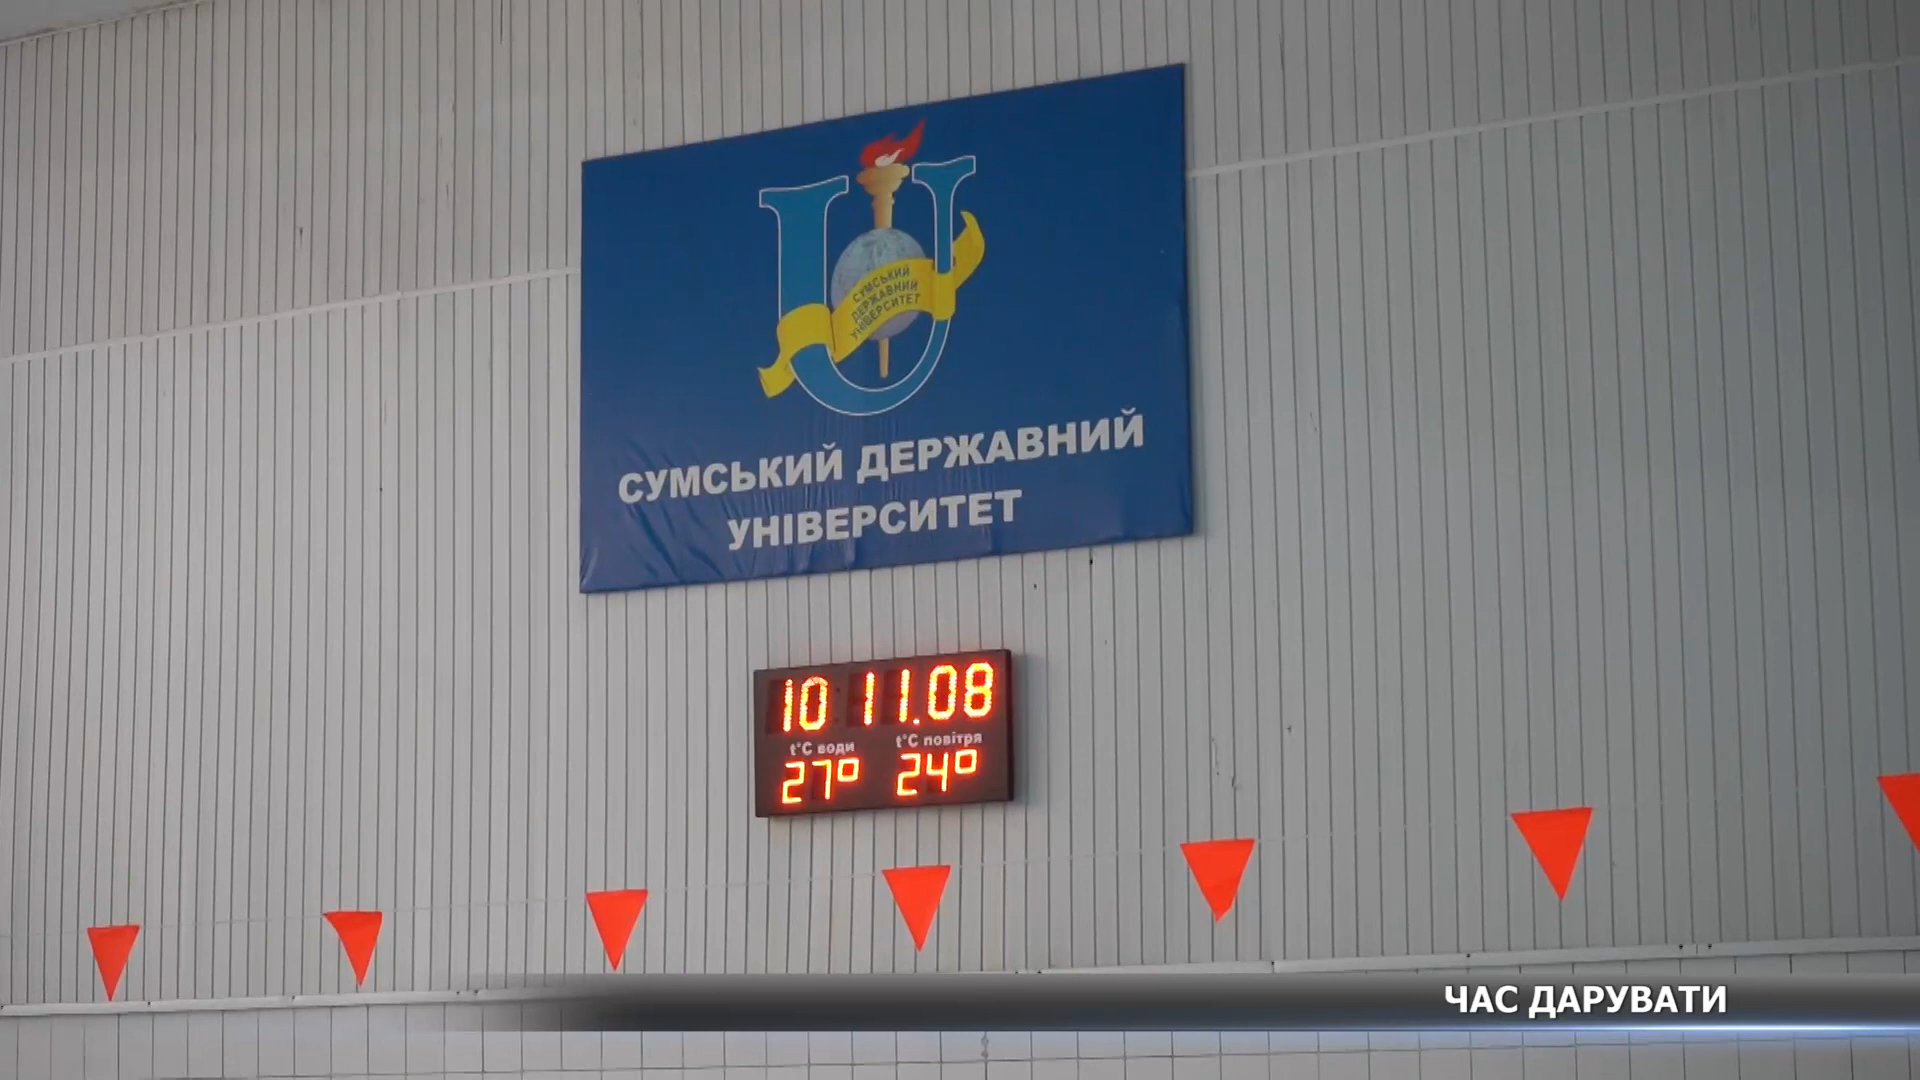 СУМСЬКИЙ
ДЕРЖАВНИЙ
УНІВЕРСИТЕТ
СУМСЬКИЙ ДЕРЖАВНИЙ
УНІВЕРСИТЕТ
10 11.08
t°C води t°C повітря
27° 24°
ЧАС ДАРУВАТИ